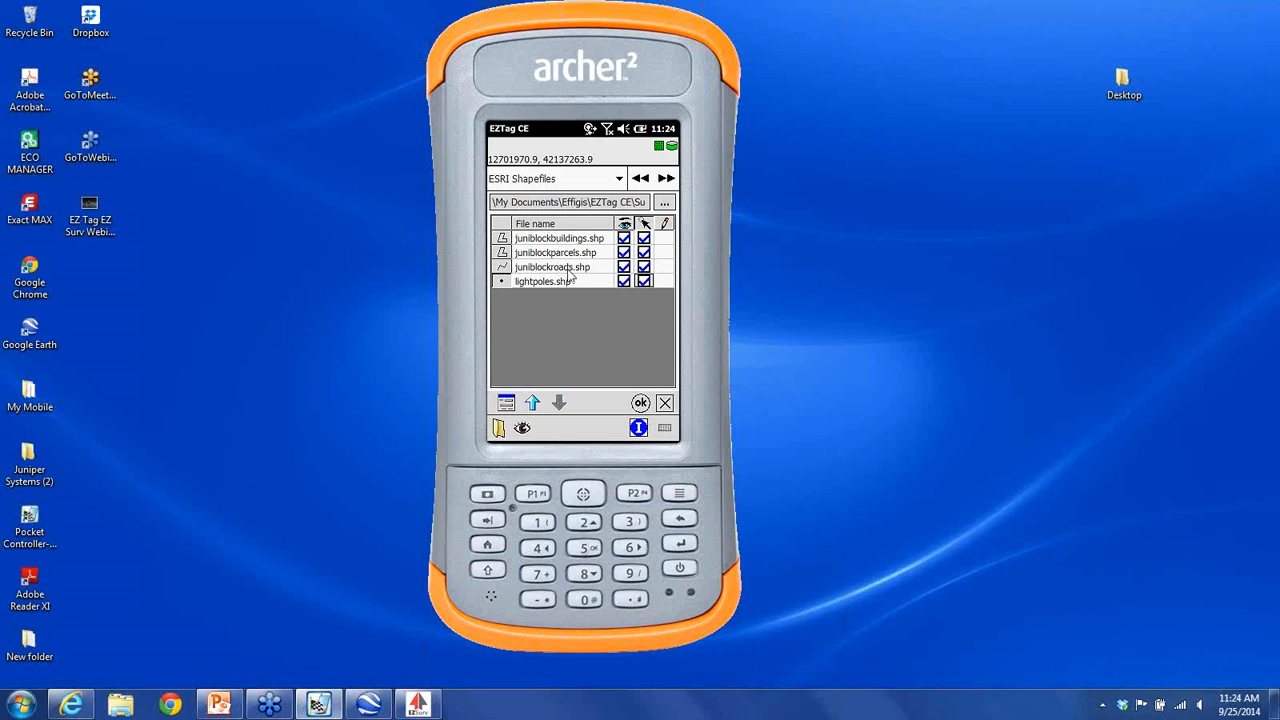 Recycle Bin
Dropbox
Adobe
Acrobat...
GoToMeet...
ECO
MANAGER
GoToWebi...
Exact MAX
EZ Tag EZ
Surv Webi...
Google
Chrome
Google Earth
My Mobile
Juniper
Systems (2)
Pocket
Controller-...
Adobe
Reader XI
New folder
Desktop
archer2
EZTag CE
11:24
12701970.9, 42137263.9
ESRI Shapefiles
\My Documents\Effigis\EZTag CE\Su
...
File name
juniblockbuildings.shp
juniblockparcels.shp
juniblockroads.shp
lightpoles.shp
ok
I
P1 P3
P2 P4
1 (
2
3 )
4
5 OK
6
7 +
8
9 /
- *
0 @
. #
EZSurv
11:24 AM
9/25/2014